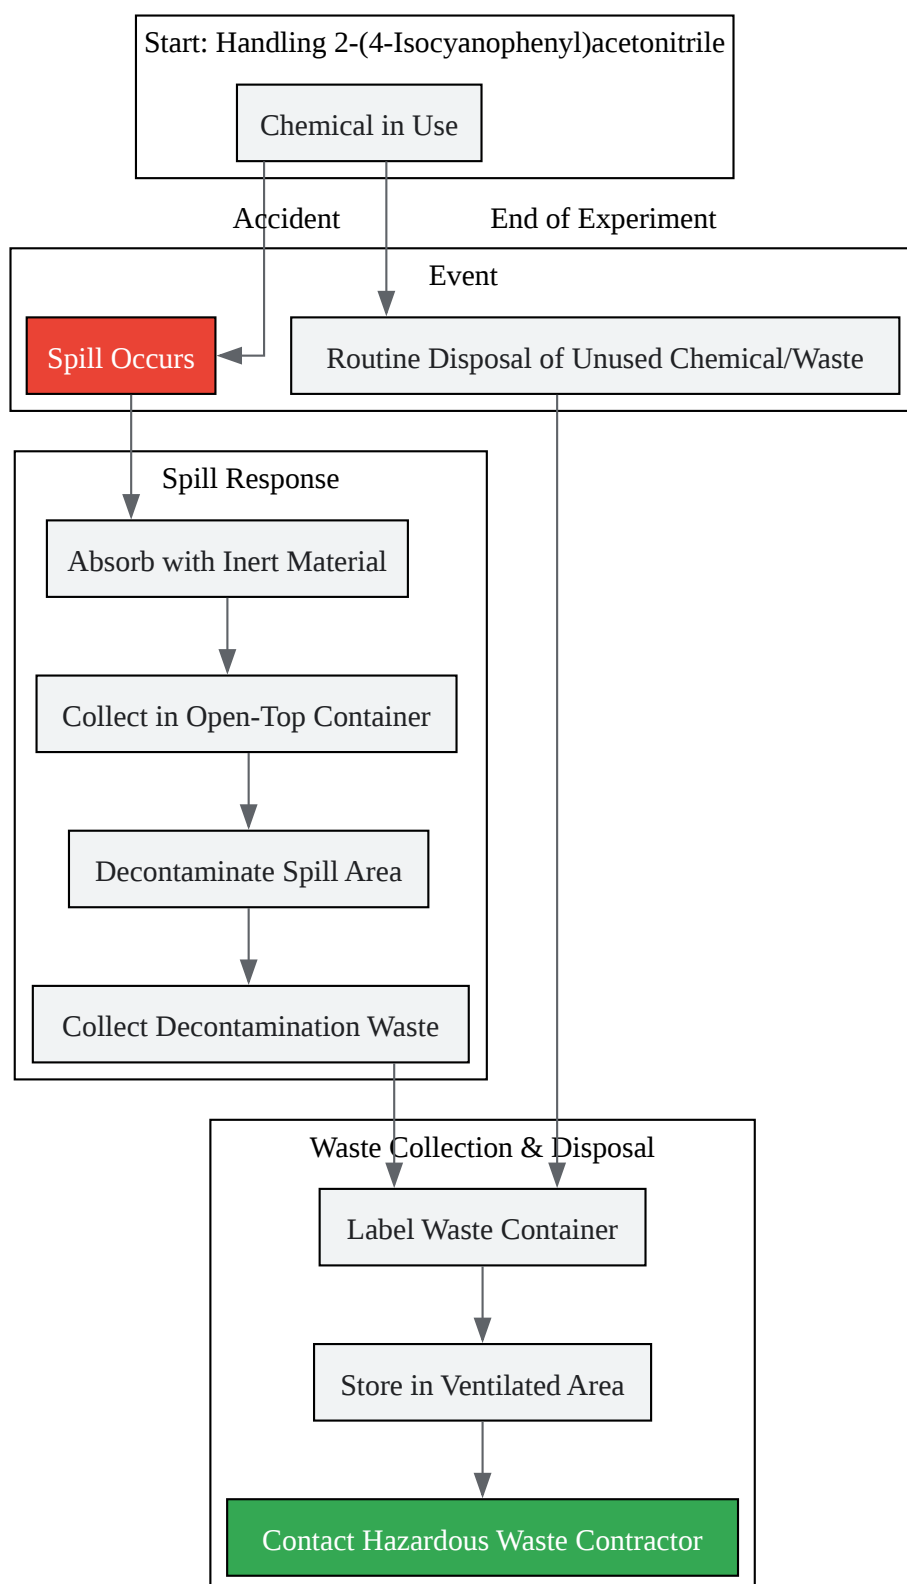 Start: Handling 2-(4-Isocyanophenyl)acetonitrile
Chemical in Use
Accident
End of Experiment
Event
Spill Occurs
Routine Disposal of Unused Chemical/Waste
Spill Response
Absorb with Inert Material
Collect in Open-Top Container
Decontaminate Spill Area
Collect Decontamination Waste
Waste Collection & Disposal
Label Waste Container
Store in Ventilated Area
Contact Hazardous Waste Contractor